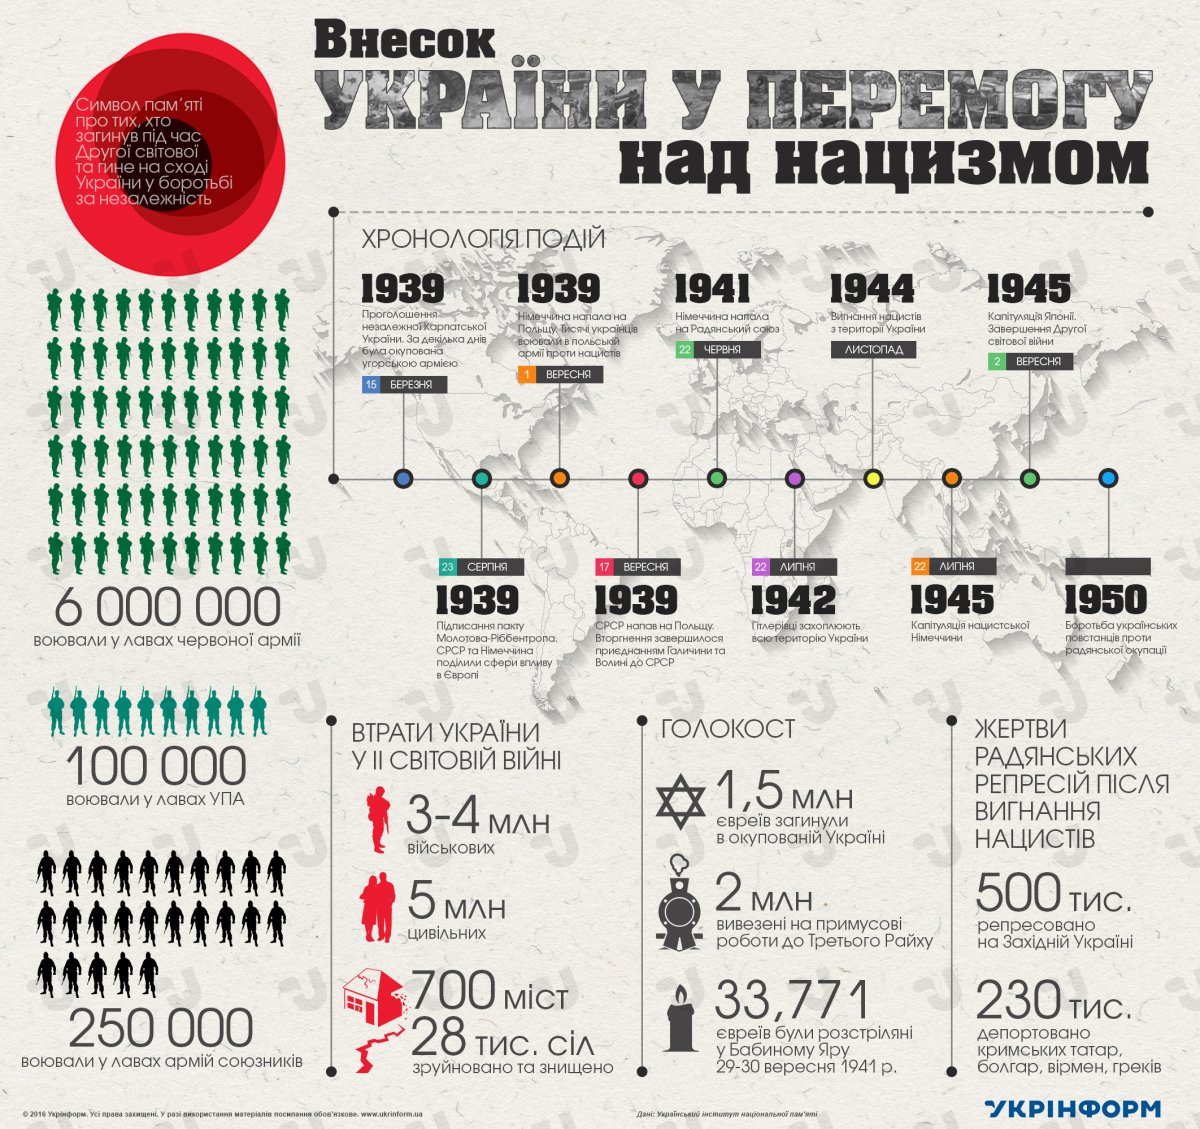 Внесок
України у перемогу
над нацизмом
Символ пам'яті
про тих, хто
загинув під час
Другої світової
та гине на сході
України у боротьбі
за незалежність
6 000 000
воювали у лавах червоної армії
100 000
воювали у лавах УПА
250 000
воювали у лавах армій союзників
ХРОНОЛОГІЯ ПОДІЙ
1939
Проголошення
незалежної Карпатської
України. За декілька днів
була окупована
угорською армією
15 БЕРЕЗНЯ
23 СЕРПНЯ
1939
Підписання пакту
Молотова-Ріббентропа.
СРСР та Німеччина
поділили сфери впливу
в Європі
1939
Німеччина напала на
Польщу. Тисячі українців
воювали в польській
армії проти нацистів
1 ВЕРЕСНЯ
17 ВЕРЕСНЯ
1939
СРСР напав на Польщу.
Вторгнення завершилося
приєднанням Галичини та
Волині до СРСР
1941
Німеччина напала
на Радянський союз
22 ЧЕРВНЯ
22 ЛИПНЯ
1942
Гітлерівці захоплюють
всю територію України
1944
Вигнання нацистів
з території України
ЛИСТОПАД
22 ЛИПНЯ
1945
Капітуляція нацистської
Німеччини
1945
Капітуляція Японії.
Завершення Другої
світової війни
2 ВЕРЕСНЯ
1950
Боротьба українських
повстанців проти
радянської окупації
ВТРАТИ УКРАЇНИ
У ІІ СВІТОВІЙ ВІЙНІ
3-4 млн
військових
5 млн
цивільних
700 міст
28 тис. сіл
зруйновано та знищено
ГОЛОКОСТ
1,5 млн
євреїв загинули
в окупованій Україні
2 млн
вивезені на примусові
роботи до Третього Райху
33,771
євреїв були розстріляні
у Бабиному Яру
29-30 вересня 1941 р.
ЖЕРТВИ
РАДЯНСЬКИХ
РЕПРЕСІЙ ПІСЛЯ
ВИГНАННЯ
НАЦИСТІВ
500 тис.
репресовано
на Західній Україні
230 тис.
депортовано
кримських татар,
болгар, вірмен, греків
© 2016 Укрінформ. Усі права захищені. У разі використання матеріалів посилання обов'язкове. www.ukrinform.ua
Дані: Український інститут національної пам'яті
УКРІНФОРМ